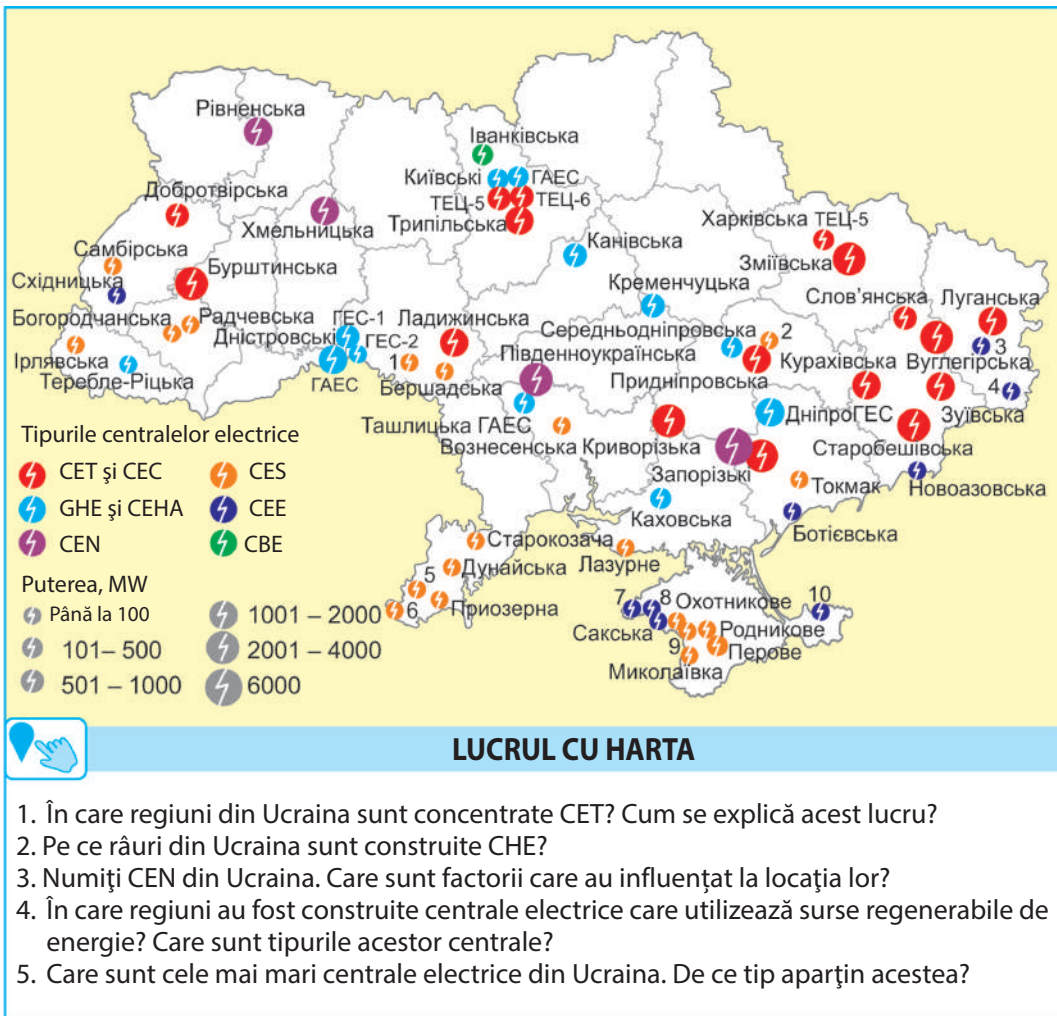 Рівненська
Іванківська
Київські
ГАЕС
Добротвірська
ТЕЦ-5
ТЕЦ-6
Хмельницька
Трипільська
Харківська ТЕЦ-5
Самбірська
Канівська
Зміївська
Східницька
Бурштинська
Кременчуцька
Слов’янська
Луганська
Богородчанська
Радчевська
ГЕС-1
Ладижинська
Середньодніпровська
2
Дністровські
ГЕС-2
Південноукраїнська
Курахівська
Вуглегірська
3
Ірлявська
1
Теребле-Ріцька
ГАЕС
Бершадська
Придніпровська
4
Ташлицька ГАЕС
ДніпроГЕС
Зуївська
Вознесенська
Криворізька
Старобешівська
Запорізькі
Токмак
Новоазовська
Каховська
Ботієвська
Старокозача
Лазурне
5
Дунайська
6
Приозерна
7
8
Охотникове
10
Сакська
Родникове
9
Перове
Миколаївка
Tipurile centralelor electrice
CET şi CEC
CES
GHE şi CEHA
CEE
CEN
CBE
Puterea, MW
Până la 100
1001 – 2000
101– 500
2001 – 4000
501 – 1000
6000
LUCRUL CU HARTA
1. În care regiuni din Ucraina sunt concentrate CET? Cum se explică acest lucru?
2. Pe ce râuri din Ucraina sunt construite CHE?
3. Numiţi CEN din Ucraina. Care sunt factorii care au influențat la locaţia lor?
4. În care regiuni au fost construite centrale electrice care utilizează surse regenerabile de
energie? Care sunt tipurile acestor centrale?
5. Care sunt cele mai mari centrale electrice din Ucraina. De ce tip aparţin acestea?